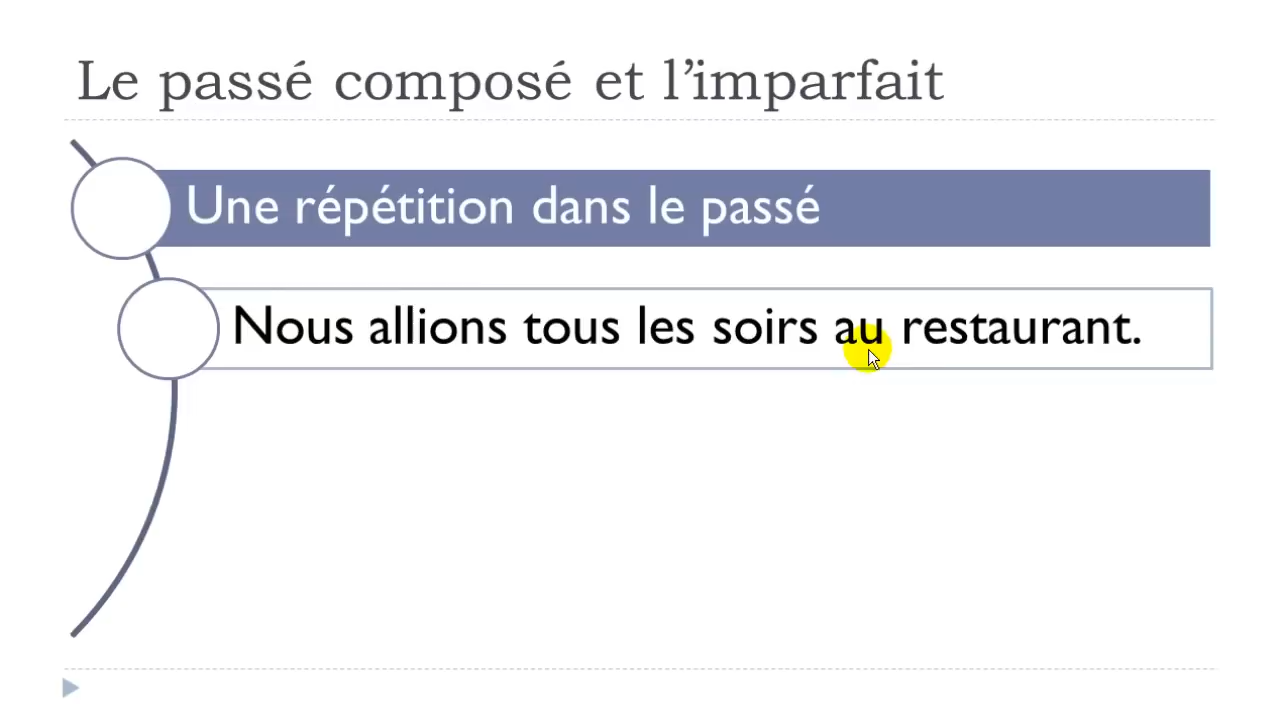 Le passé composé et l’imparfait
Une répétition dans le passé
Nous allions tous les soirs au restaurant.